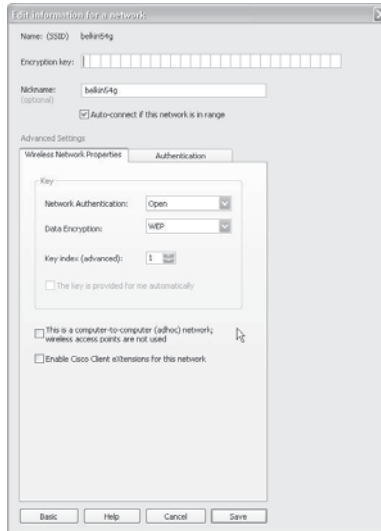 Edit information for a network
Name: (SSID) belkin54g
Encryption key:
Nickname: belkin54g
(optional)
Auto-connect if this network is in range
Advanced Settings
Wireless Network Properties Authentication
Key
Network Authentication: Open
Data Encryption: WEP
Key index (advanced): 1
The key is provided for me automatically
This is a computer-to-computer (adhoc) network;
wireless access points are not used
Enable Cisco Client eXtensions for this network
Basic Help Cancel Save